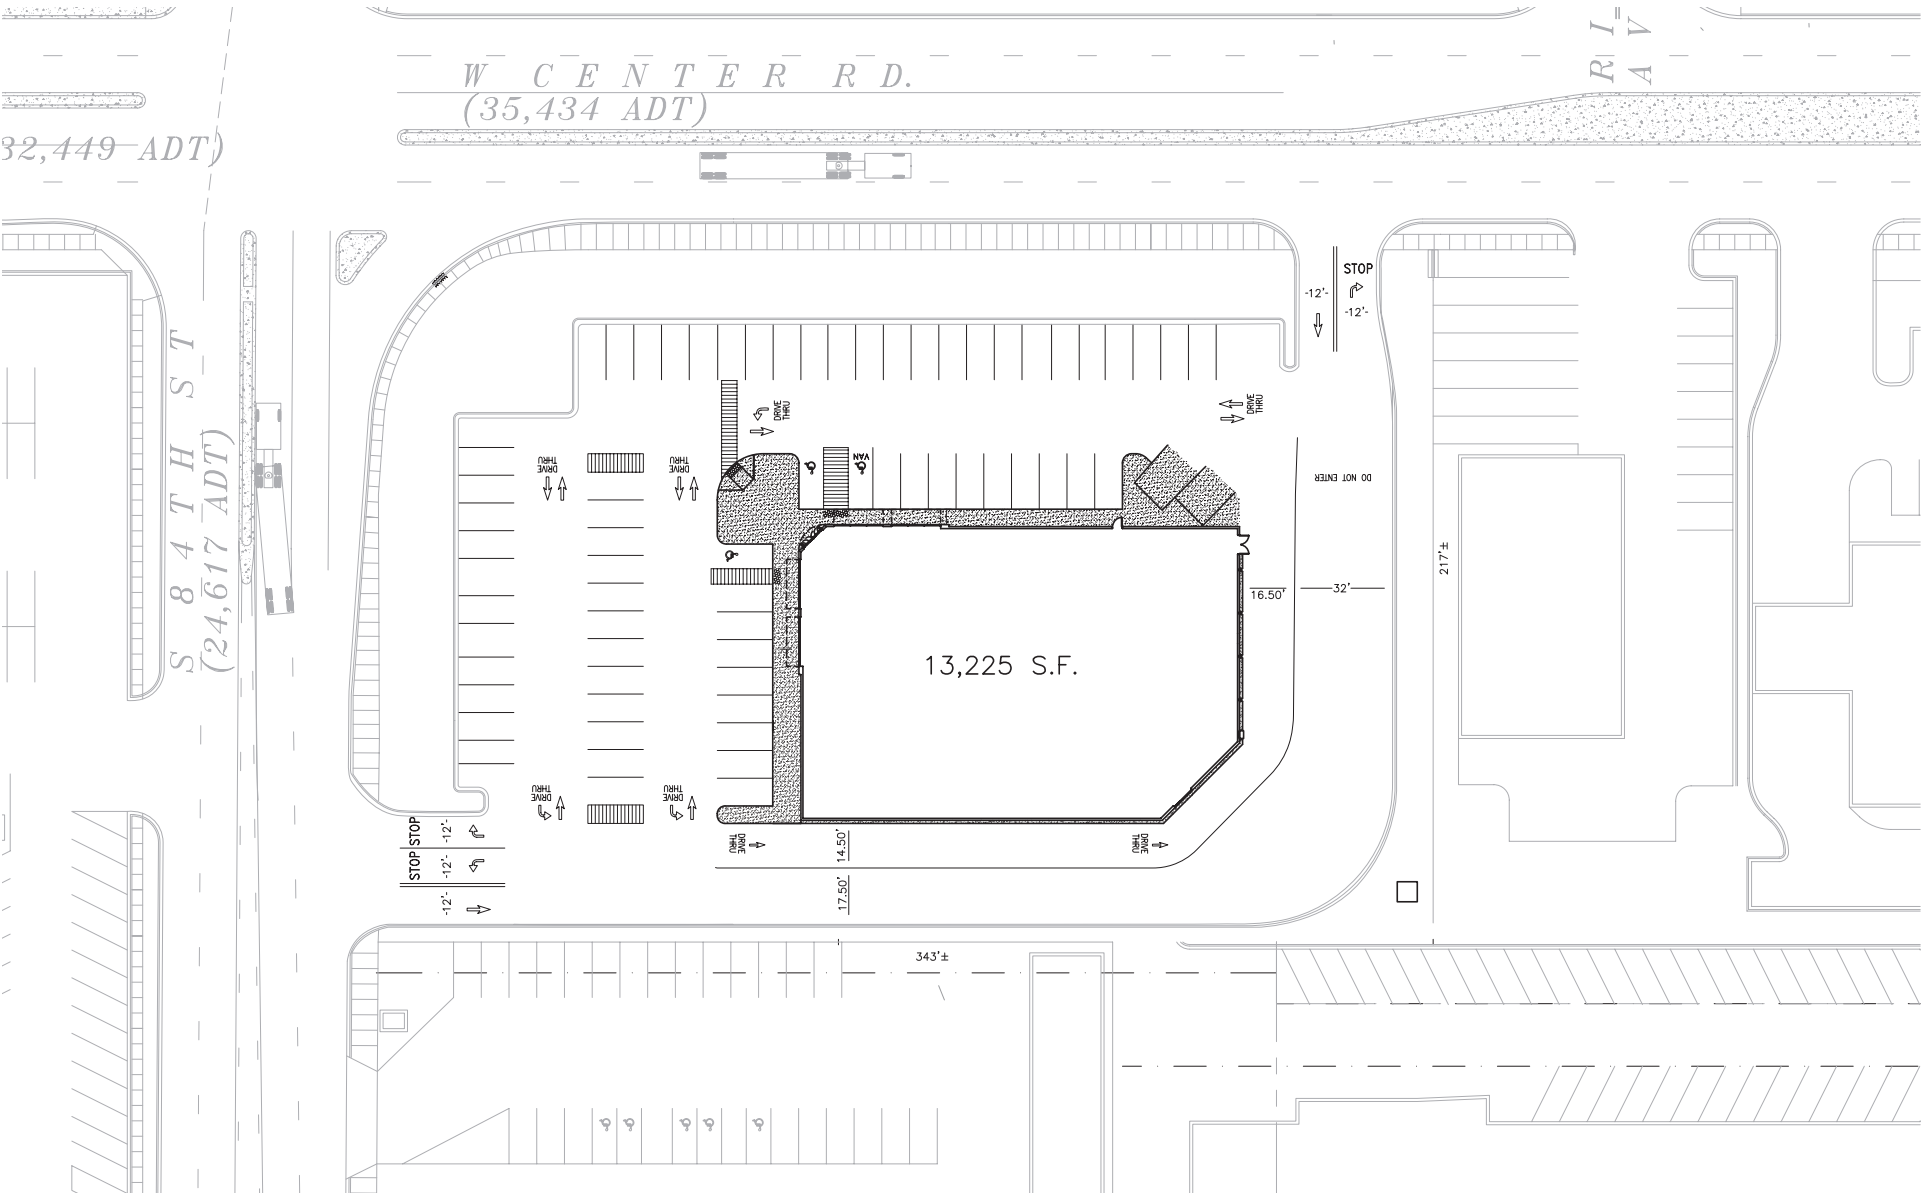 W CENTER RD.
(35,434 ADT)
32,449 ADT)
R I
A V
S 84TH ST
(24,617 ADT)
STOP
-12'-
-12'-
DRIVE THRU
DRIVE THRU
DRIVE THRU
DRIVE THRU
VAN
DO NOT ENTER
217'±
16.50'
32'
13,225 S.F.
DRIVE THRU
DRIVE THRU
STOP
-12'-
STOP
-12'-
-12'-
DRIVE THRU
DRIVE THRU
14.50'
17.50'
343'±